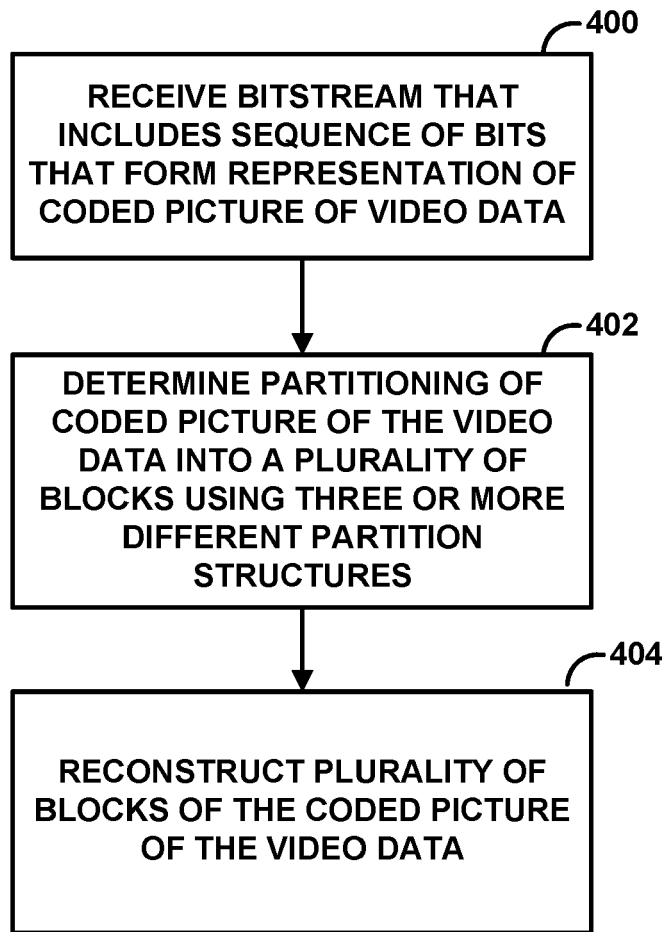 400
RECEIVE BITSTREAM THAT
INCLUDES SEQUENCE OF BITS
THAT FORM REPRESENTATION OF
CODED PICTURE OF VIDEO DATA
402
DETERMINE PARTITIONING OF
CODED PICTURE OF THE VIDEO
DATA INTO A PLURALITY OF
BLOCKS USING THREE OR MORE
DIFFERENT PARTITION
STRUCTURES
404
RECONSTRUCT PLURALITY OF
BLOCKS OF THE CODED PICTURE
OF THE VIDEO DATA